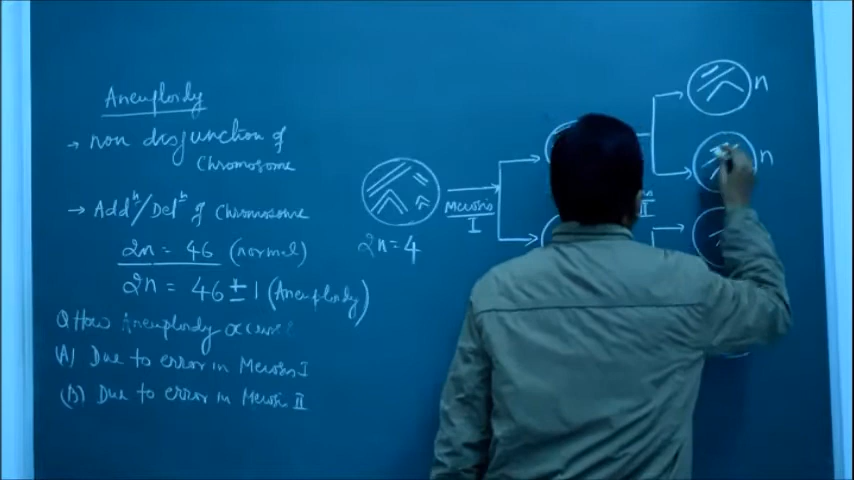 Aneuploidy
→ non disjunction of
Chromosome
→ Addⁿ/Delⁿ of chromosome
2n = 46 (normal)
2n = 46 ± 1 (Aneuploidy)
Q How Aneuploidy occurs?
(A) Due to error in Meiosis I
(B) Due to error in Meiosis II
2n=4
Meiosis
I
II
n
n